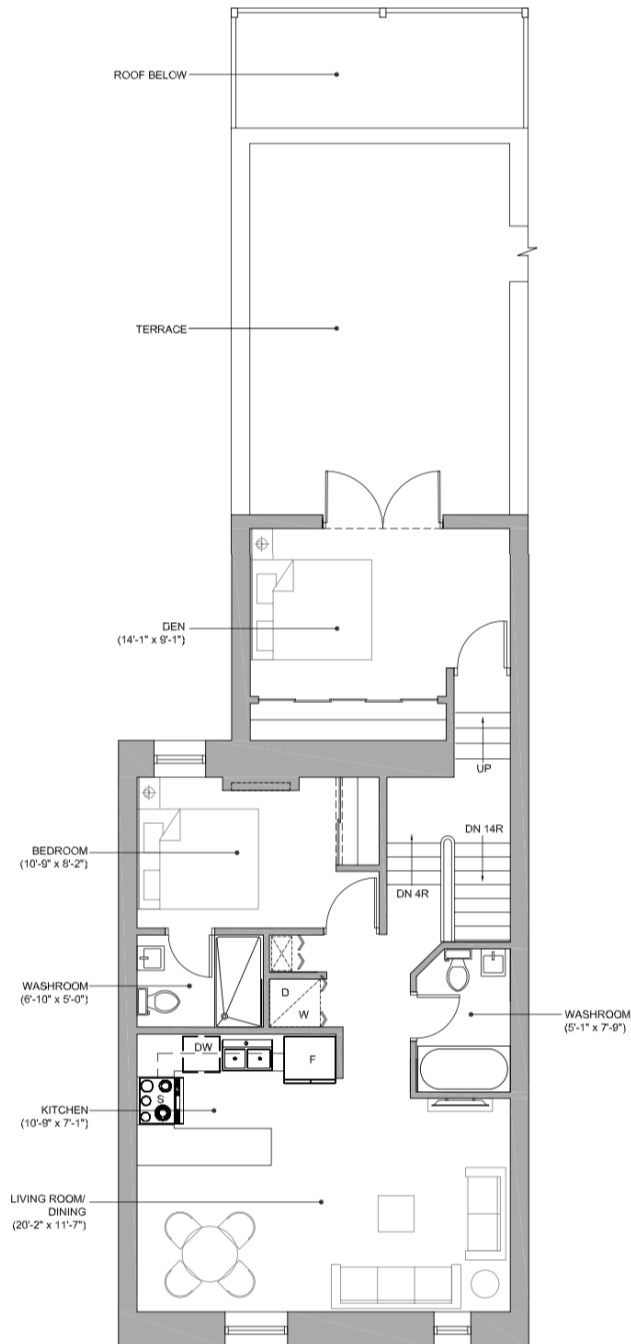 ROOF BELOW
TERRACE
DEN
(14'-1" x 9'-1")
UP
DN 14R
DN 4R
BEDROOM
(10'-9" x 8'-2")
WASHROOM
(6'-10" x 5'-0")
D
W
WASHROOM
(5'-1" x 7'-9")
DW
F
S
KITCHEN
(10'-9" x 7'-1")
LIVING ROOM/
DINING
(20'-2" x 11'-7")